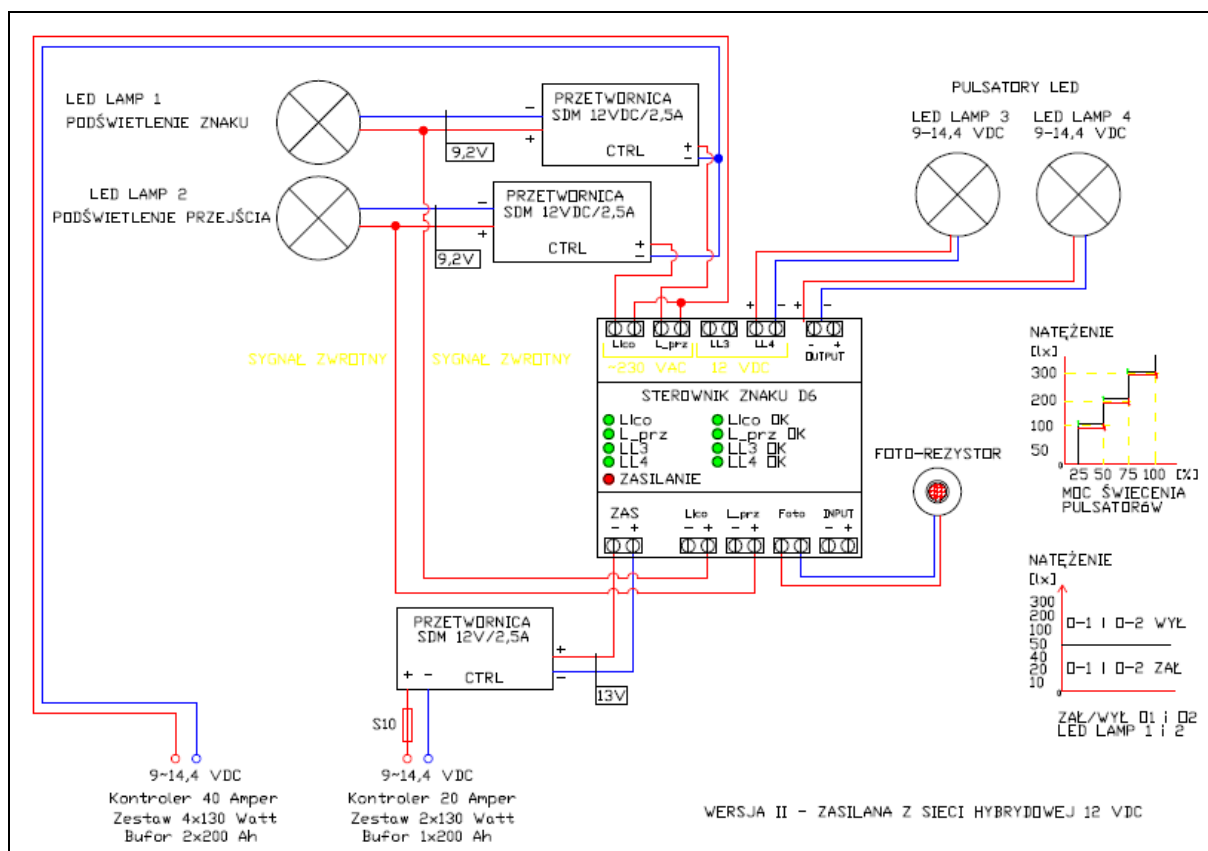 LED LAMP 1
PODŚWIETLENIE ZNAKU
PRZETWORNICA
SDM 12VDC/2,5A
CTRL
-
+
+
-
9,2V
LED LAMP 2
PODŚWIETLENIE PRZEJŚCIA
PRZETWORNICA
SDM 12VDC/2,5A
CTRL
-
+
+
-
9,2V
PULSATORY LED
LED LAMP 3
9-14,4 VDC
LED LAMP 4
9-14,4 VDC
SYGNAŁ ZWROTNY
SYGNAŁ ZWROTNY
+ - + -
LIco L_prz LL3 LL4
- +
OUTPUT
~230 VAC 12 VDC
STEROWNIK ZNAKU D6
LIco
L_prz
LL3
LL4
ZASILANIE
LIco OK
L_prz OK
LL3 OK
LL4 OK
ZAS LIco L_prz Foto INPUT
- + - + - + - +
FOTO-REZYSTOR
NATĘŻENIE
[lx]
300
200
100
50
0
25 50 75 100 [%]
MOC ŚWIECENIA
PULSATORÓW
NATĘŻENIE
[lx]
300
200
100
50
40
20
10
0
O-1 I O-2 WYŁ
O-1 I O-2 ZAŁ
ZAŁ/WYŁ O1 i O2
LED LAMP 1 i 2
PRZETWORNICA
SDM 12V/2,5A
CTRL
+ -
+
-
13V
S10
9~14,4 VDC
Kontroler 40 Amper
Zestaw 4x130 Watt
Bufor 2x200 Ah
9~14,4 VDC
Kontroler 20 Amper
Zestaw 2x130 Watt
Bufor 1x200 Ah
WERSJA II - ZASILANA Z SIECI HYBRYDOWEJ 12 VDC